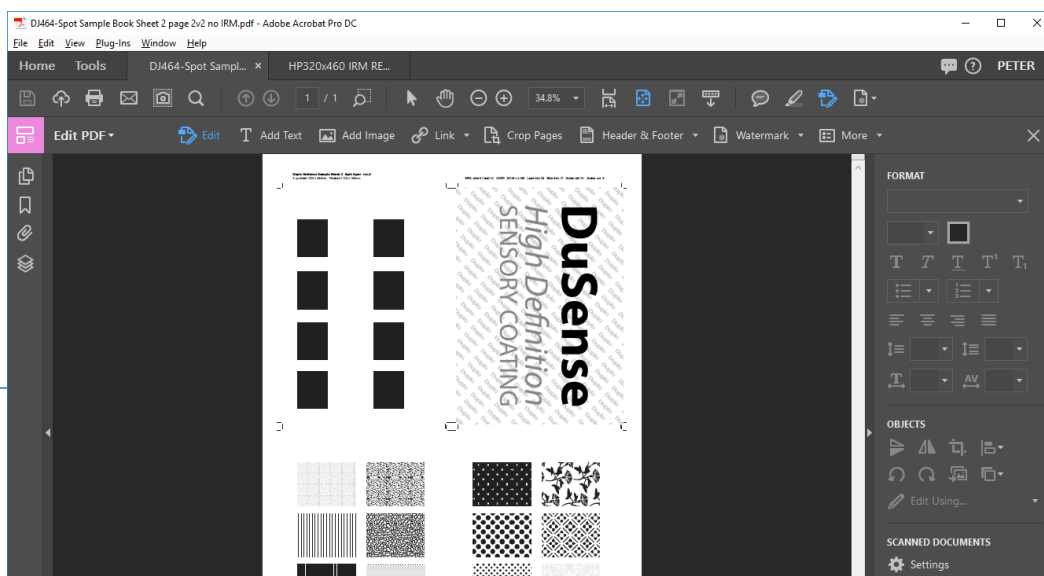 DJ464-Spot Sample Book Sheet 2 page 2v2 no IRM.pdf - Adobe Acrobat Pro DC
File Edit View Plug-Ins Window Help
Home Tools DJ464-Spot Sampl... × HP320x460 IRM RE... PETER
1 / 1 34.8%
Edit PDF Edit Add Text Add Image Link Crop Pages Header & Footer Watermark More
FORMAT
DuSense
High Definition
SENSORY COATING
OBJECTS
Edit Using...
SCANNED DOCUMENTS
Settings